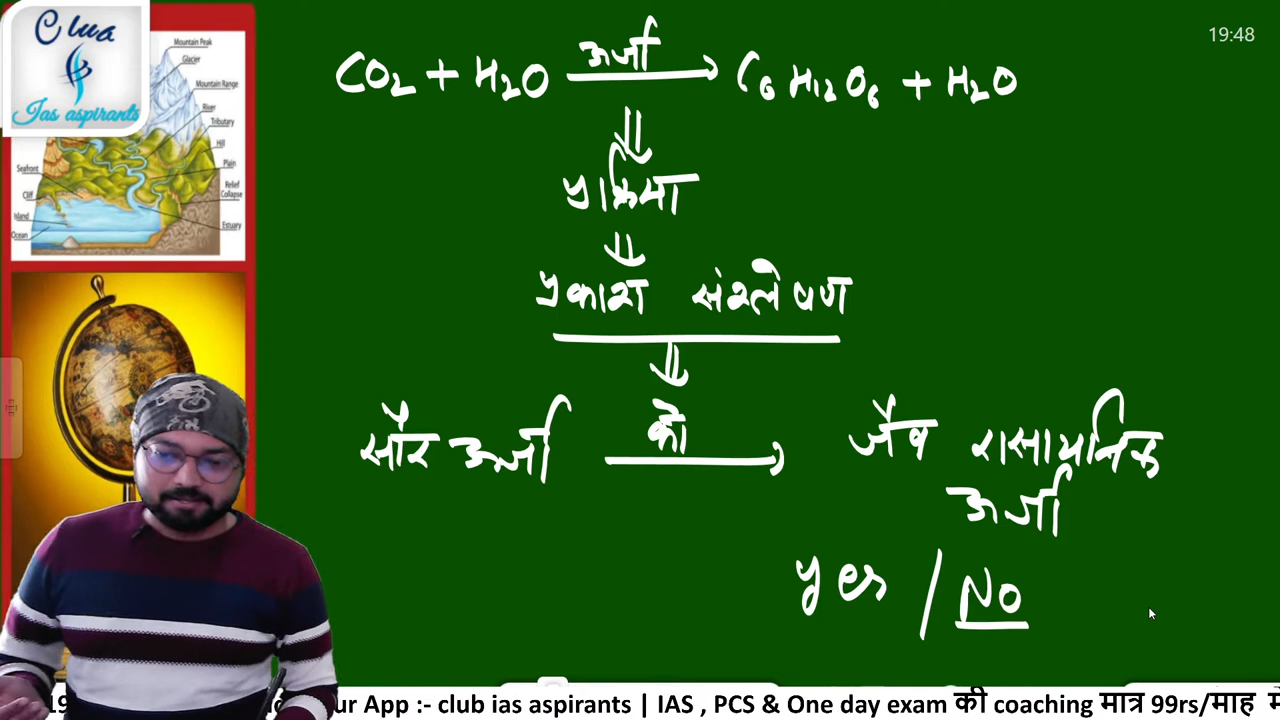 Club
Ias aspirants
Mountain Peak
Glacier
Mountain Range
River
Tributary
Hill
Plain
Relief
Collapse
Estuary
Seafront
Cliff
Island
Ocean
19:48
CO2 + H2O ऊर्जा C6H12O6 + H2O
प्रक्रिया
प्रकाश संश्लेषण
सौर ऊर्जा को जैव रासायनिक
ऊर्जा
yes / No
ur App :- club ias aspirants | IAS , PCS & One day exam की coaching मात्र 99rs/माह